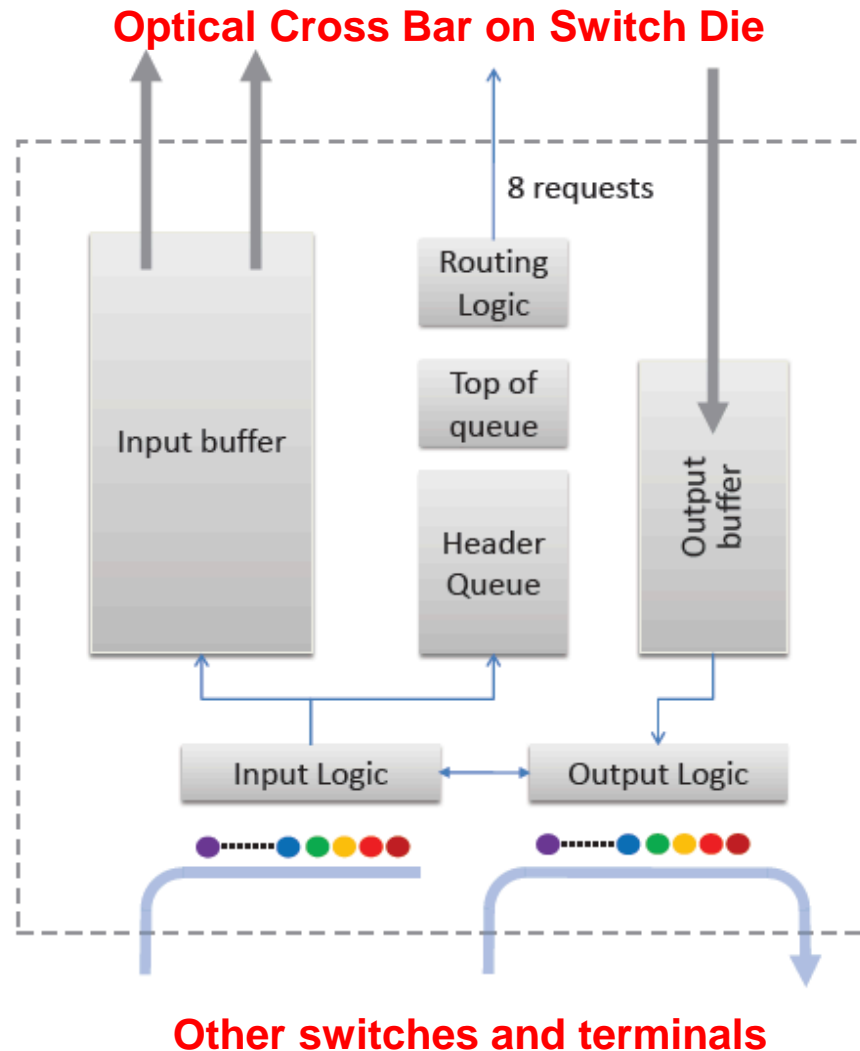 Optical Cross Bar on Switch Die
8 requests
Routing
Logic
Top of
queue
Input buffer
Output
buffer
Header
Queue
Input Logic
Output Logic
Other switches and terminals